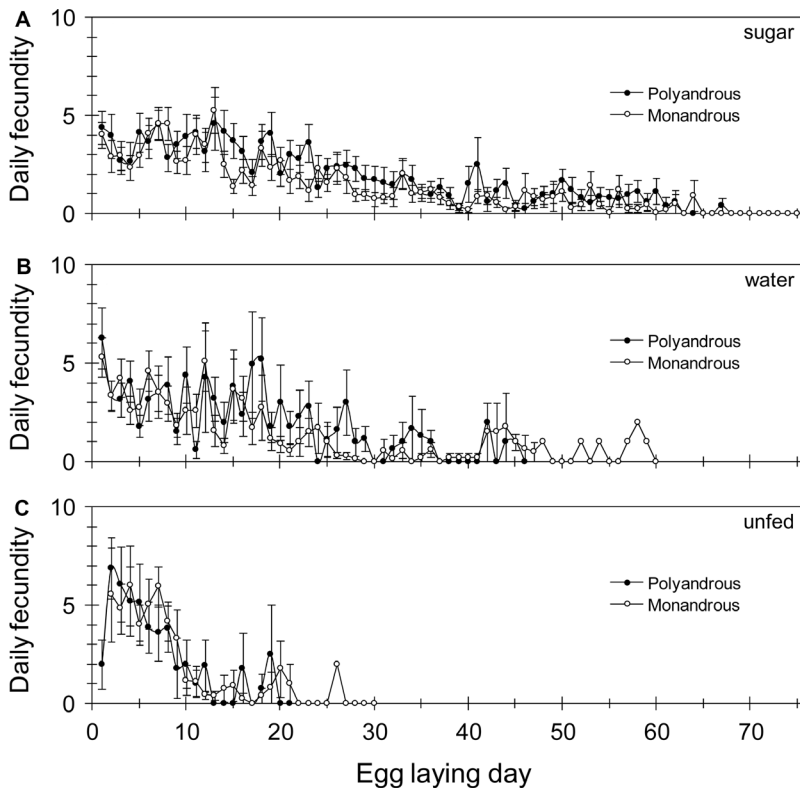 A
10
sugar
Polyandrous
Monandrous
5
0
Daily fecundity
B
10
water
Polyandrous
Monandrous
5
0
Daily fecundity
C
10
unfed
Polyandrous
Monandrous
5
0
Daily fecundity
0 10 20 30 40 50 60 70
Egg laying day